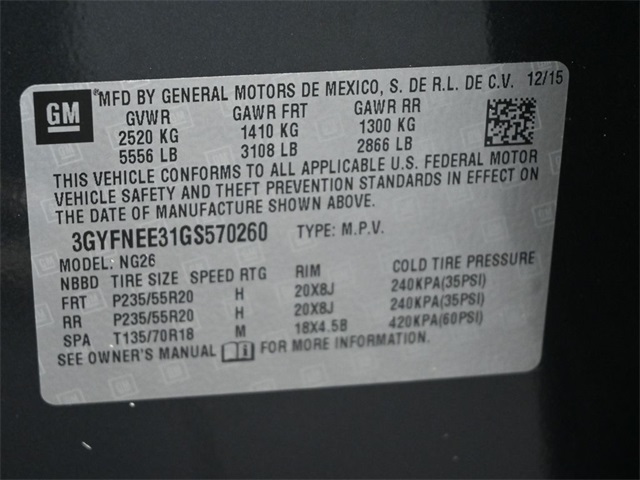 GM
MFD BY GENERAL MOTORS DE MEXICO, S. DE R.L. DE C.V. 12/15
GVWR GAWR FRT GAWR RR
2520 KG 1410 KG 1300 KG
5556 LB 3108 LB 2866 LB
THIS VEHICLE CONFORMS TO ALL APPLICABLE U.S. FEDERAL MOTOR
VEHICLE SAFETY AND THEFT PREVENTION STANDARDS IN EFFECT ON
THE DATE OF MANUFACTURE SHOWN ABOVE.
3GYFNEE31GS570260 TYPE: M.P.V.
MODEL: NG26
NBBD TIRE SIZE SPEED RTG RIM COLD TIRE PRESSURE
FRT P235/55R20 H 20X8J 240KPA(35PSI)
RR P235/55R20 H 20X8J 240KPA(35PSI)
SPA T135/70R18 M 18X4.5B 420KPA(60PSI)
SEE OWNER'S MANUAL FOR MORE INFORMATION.